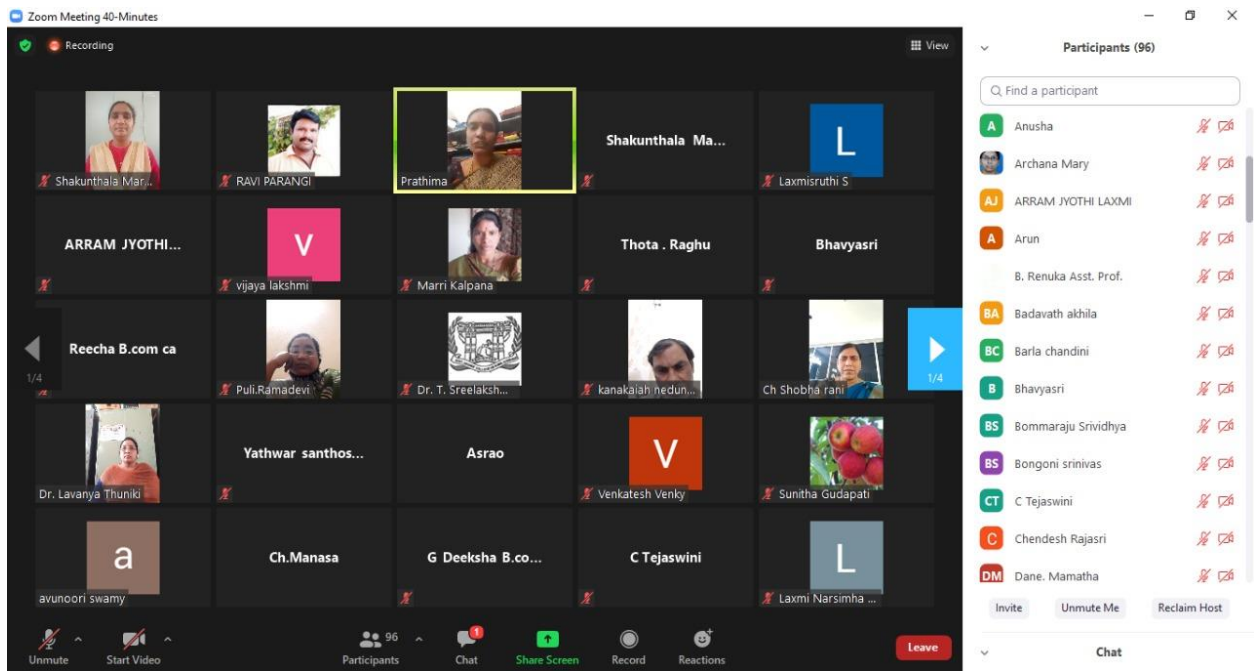 Zoom Meeting 40-Minutes
Recording
View
Shakunthala Mar...
RAVI PARANGI
Prathima
Shakunthala Ma...
L
Laxmisruthi S
ARRAM JYOTHI...
V
vijaya lakshmi
Marri Kalpana
Thota . Raghu
Bhavyasri
1/4
Reecha B.com ca
Puli.Ramadevi
Dr. T. Sreelaksh...
kanakaiah nedun...
Ch Shobha rani
1/4
Dr. Lavanya Thuniki
Yathwar santhos...
Asrao
V
Venkatesh Venky
Sunitha Gudapati
a
avunoori swamy
Ch.Manasa
G Deeksha B.co...
C Tejaswini
L
Laxmi Narsimha ...
Unmute
Start Video
96
Participants
1
Chat
Share Screen
Record
Reactions
Leave
Participants (96)
Find a participant
A Anusha
Archana Mary
AJ ARRAM JYOTHI LAXMI
A Arun
B. Renuka Asst. Prof.
BA Badavath akhila
BC Barla chandini
B Bhavyasri
BS Bommaraju Srividhya
BS Bongoni srinivas
CT C Tejaswini
C Chendesh Rajasri
DM Dane. Mamatha
Invite Unmute Me Reclaim Host
Chat